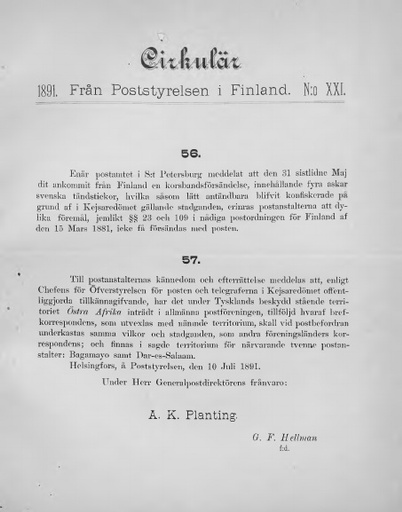 Cirkulär
1891. Från Poststyrelsen i Finland. N:o XXI.
56.
Enär postamtet i S:t Petersburg meddelat att den 31 sistlidne Maj
dit ankommit från Finland en korsbandsförsändelse, innehållande fyra askar
svenska tändstickor, hvilka såsom lätt antändbara blifvit konfiskerade på
grund af i Kejsaredömet gällande stadganden, erinras postanstalterna att dy-
lika föremål, jemlikt §§ 23 och 109 i nådiga postordningen för Finland af
den 15 Mars 1881, icke få försändas med posten.
57.
Till postanstalternas kännedom och efterrättelse meddelas att, enligt
Chefens för Öfverstyrelsen för posten och telegraferna i Kejsaredömet offent-
liggjorda tillkännagifvande, har det under Tysklands beskydd stående terri-
toriet Östra Afrika inträdt i allmänna postföreningen, tillföljd hvaraf bref-
korrespondens, som utvexlas med nämnde territorium, skall vid postbefordran
underkastas samma vilkor och stadganden, som andra föreningsländers kor-
respondens; och finnas i sagde territorium för närvarande tvenne postan-
stalter: Bagamayo samt Dar-es-Salaam.
Helsingfors, å Poststyrelsen, den 10 Juli 1891.
Under Herr Generalpostdirektörens frånvaro:
A. K. Planting.
G. F. Hellman
f:d.